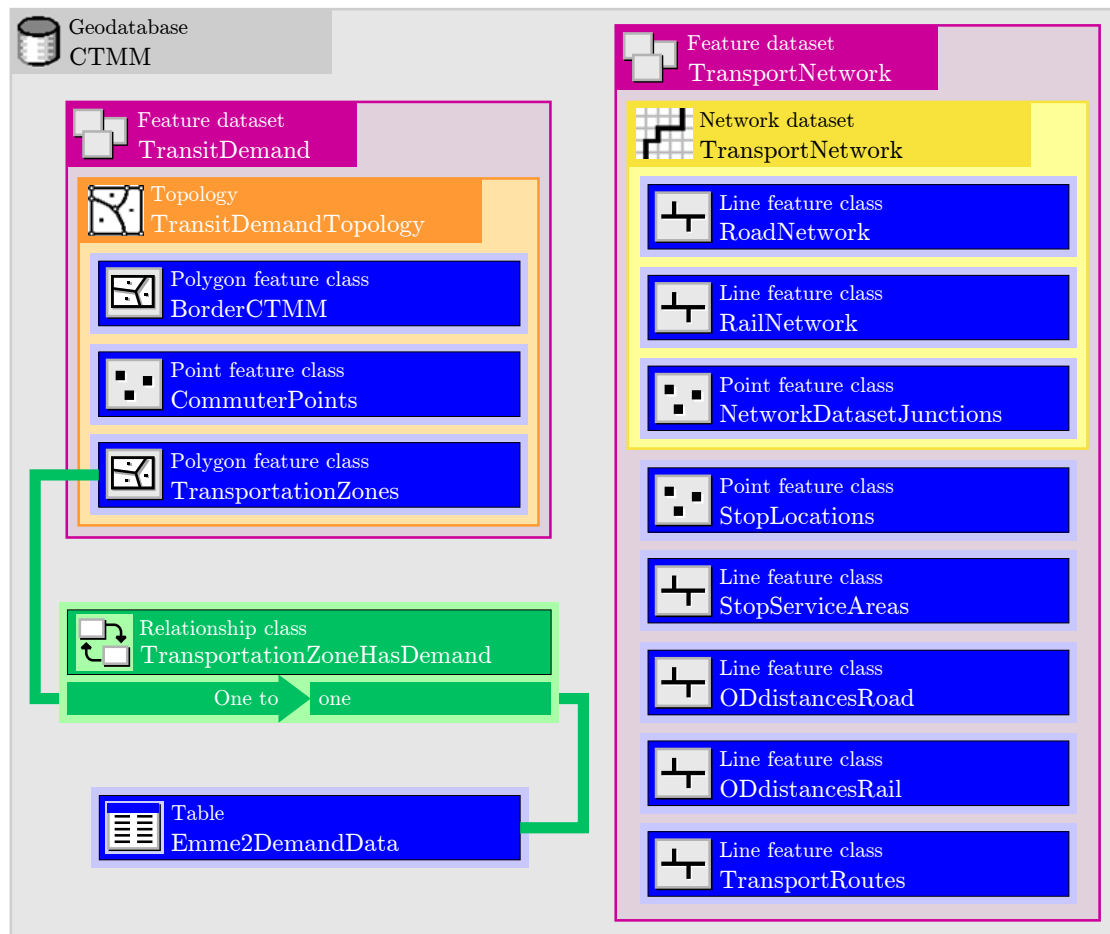 Geodatabase
CTMM
Feature dataset
TransitDemand
Topology
TransitDemandTopology
Polygon feature class
BorderCTMM
Point feature class
CommuterPoints
Polygon feature class
TransportationZones
Relationship class
TransportationZoneHasDemand
One to one
Table
Emme2DemandData
Feature dataset
TransportNetwork
Network dataset
TransportNetwork
Line feature class
RoadNetwork
Line feature class
RailNetwork
Point feature class
NetworkDatasetJunctions
Point feature class
StopLocations
Line feature class
StopServiceAreas
Line feature class
ODdistancesRoad
Line feature class
ODdistancesRail
Line feature class
TransportRoutes